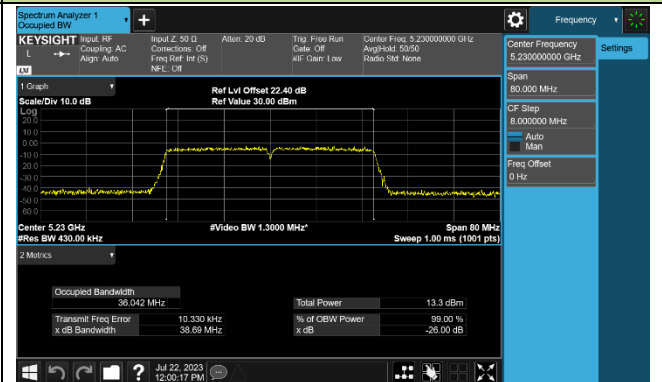 Spectrum Analyzer 1
Occupied BW
+
Frequency
KEYSIGHT
L
LXI
Input: RF
Coupling: AC
Align: Auto
Input Z: 50 Ω
Corrections: Off
Freq Ref: Int (S)
NFE: Off
Atten: 20 dB
Trig: Free Run
Gate: Off
#IF Gain: Low
Center Freq: 5.230000000 GHz
Avg|Hold: 50/50
Radio Std: None
Center Frequency
5.230000000 GHz
Settings
Span
80.000 MHz
CF Step
8.000000 MHz
Auto
Man
Freq Offset
0 Hz
1 Graph
Scale/Div 10.0 dB
Ref Lvl Offset 22.40 dB
Ref Value 30.00 dBm
Log
20.0
10.0
0.00
-10.0
-20.0
-30.0
-40.0
-50.0
-60.0
Center 5.23 GHz
#Video BW 1.3000 MHz*
Span 80 MHz
#Res BW 430.00 kHz
Sweep 1.00 ms (1001 pts)
2 Metrics
Occupied Bandwidth
36.042 MHz
Total Power
13.3 dBm
Transmit Freq Error
10.330 kHz
% of OBW Power
99.00 %
x dB Bandwidth
38.69 MHz
x dB
-26.00 dB
?
Jul 22, 2023
12:00:17 PM